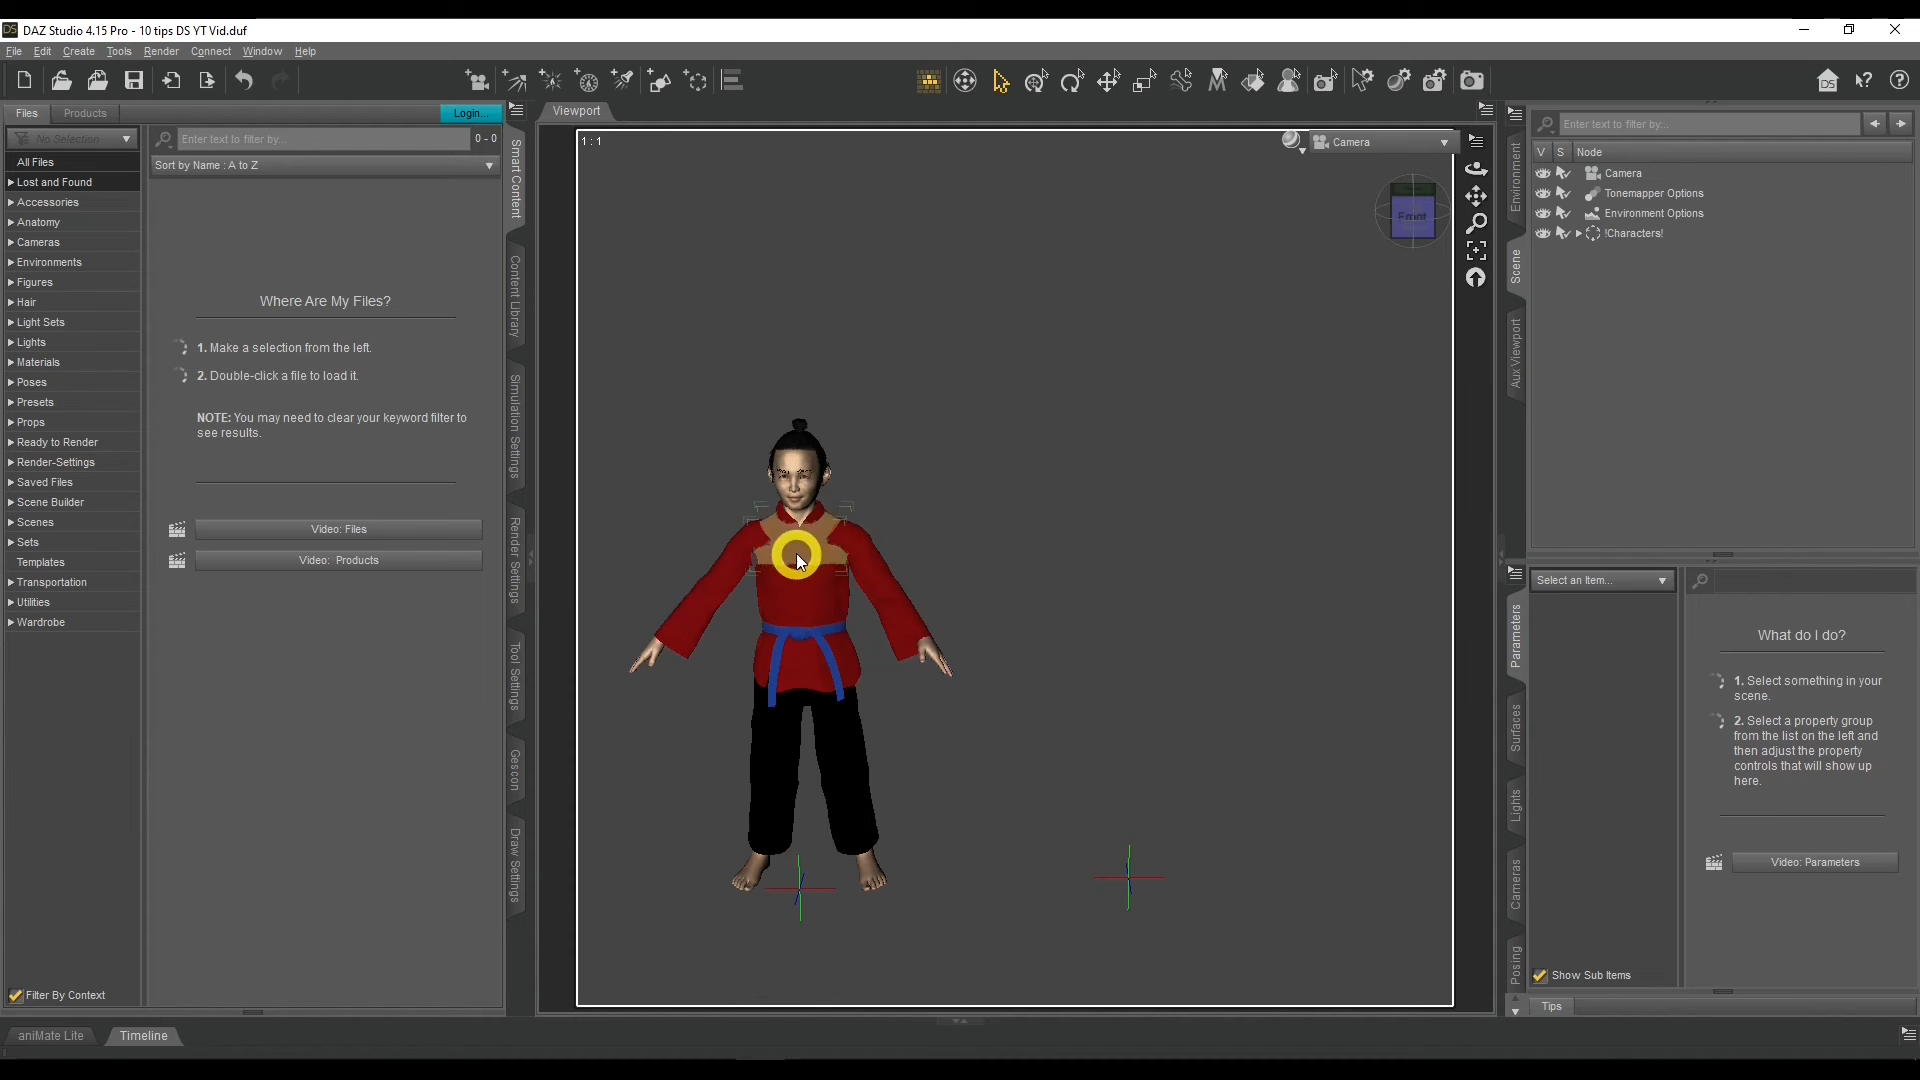 DAZ Studio 4.15 Pro - 10 tips DS YT Vid.duf
File Edit Create Tools Render Connect Window Help
Files Products Login...
No Selection
Enter text to filter by... 0 - 0
Sort by Name : A to Z
All Files
Lost and Found
Accessories
Anatomy
Cameras
Environments
Figures
Hair
Light Sets
Lights
Materials
Poses
Presets
Props
Ready to Render
Render-Settings
Saved Files
Scene Builder
Scenes
Sets
Templates
Transportation
Utilities
Wardrobe
Filter By Context
Where Are My Files?
1. Make a selection from the left.
2. Double-click a file to load it.
NOTE: You may need to clear your keyword filter to
see results.
Video: Files
Video: Products
Smart Content
Content Library
Simulation Settings
Render Settings
Tool Settings
Gescon
Draw Settings
Viewport
1 : 1
Camera
Front
Environment
Scene
Aux Viewport
Enter text to filter by...
V S Node
Camera
Tonemapper Options
Environment Options
!Characters!
Parameters
Surfaces
Lights
Cameras
Posing
Select an Item...
What do I do?
1. Select something in your
scene.
2. Select a property group
from the list on the left and
then adjust the property
controls that will show up
here.
Video: Parameters
Show Sub Items
Tips
aniMate Lite Timeline